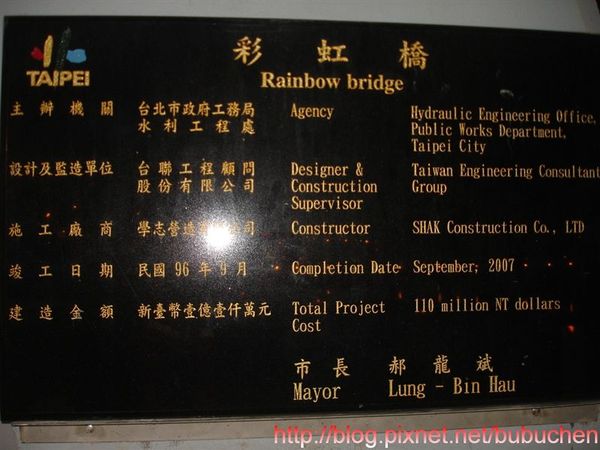 TAIPEI
彩虹橋
Rainbow bridge
主辦機關 台北市政府工務局 Agency Hydraulic Engineering Office,
水利工程處 Public Works Department,
Taipei City
設計及監造單位 台聯工程顧問 Designer & Taiwan Engineering Consultant
股份有限公司 Construction Group
Supervisor
施工廠商 學志營造 公司 Constructor SHAK Construction Co., LTD
竣工日期 民國96年9月 Completion Date September, 2007
建造金額 新臺幣壹億壹仟萬元 Total Project 110 million NT dollars
Cost
市長 郝龍斌
Mayor Lung - Bin Hau
http://blog.pixnet.net/bubuchen